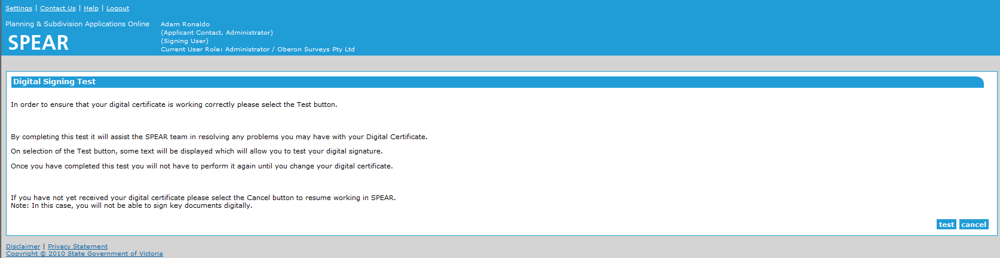 Settings | Contact Us | Help | Logout
Planning & Subdivision Applications Online
SPEAR
Adam Ronaldo
(Applicant Contact, Administrator)
(Signing User)
Current User Role: Administrator / Oberon Surveys Pty Ltd
Digital Signing Test
In order to ensure that your digital certificate is working correctly please select the Test button.
By completing this test it will assist the SPEAR team in resolving any problems you may have with your Digital Certificate.
On selection of the Test button, some text will be displayed which will allow you to test your digital signature.
Once you have completed this test you will not have to perform it again until you change your digital certificate.
If you have not yet received your digital certificate please select the Cancel button to resume working in SPEAR.
Note: In this case, you will not be able to sign key documents digitally.
test cancel
Disclaimer | Privacy Statement
Copyright © 2010 State Government of Victoria